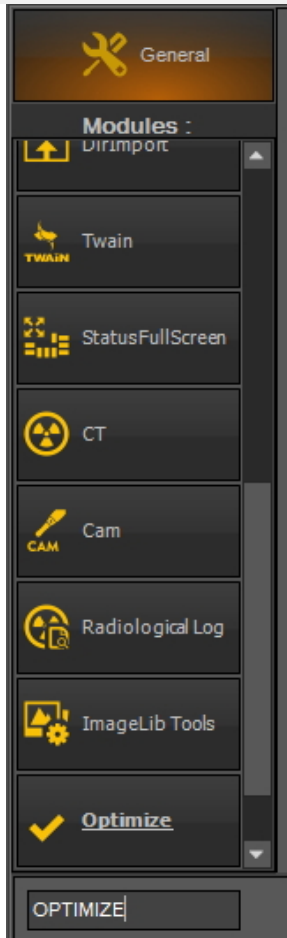 General
Modules :
DirImport
TWAIN
Twain
StatusFullScreen
CT
CAM
Cam
Radiological Log
ImageLib Tools
Optimize
OPTIMIZE